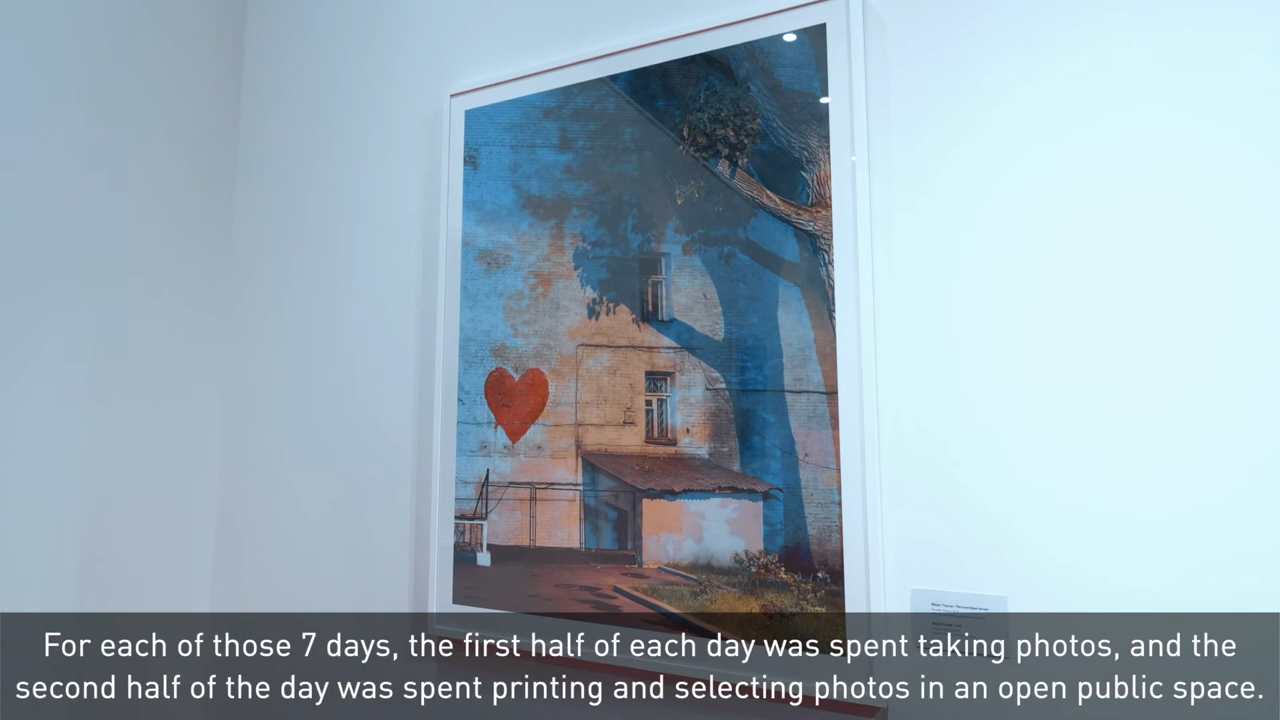 For each of those 7 days, the first half of each day was spent taking photos, and the
second half of the day was spent printing and selecting photos in an open public space.